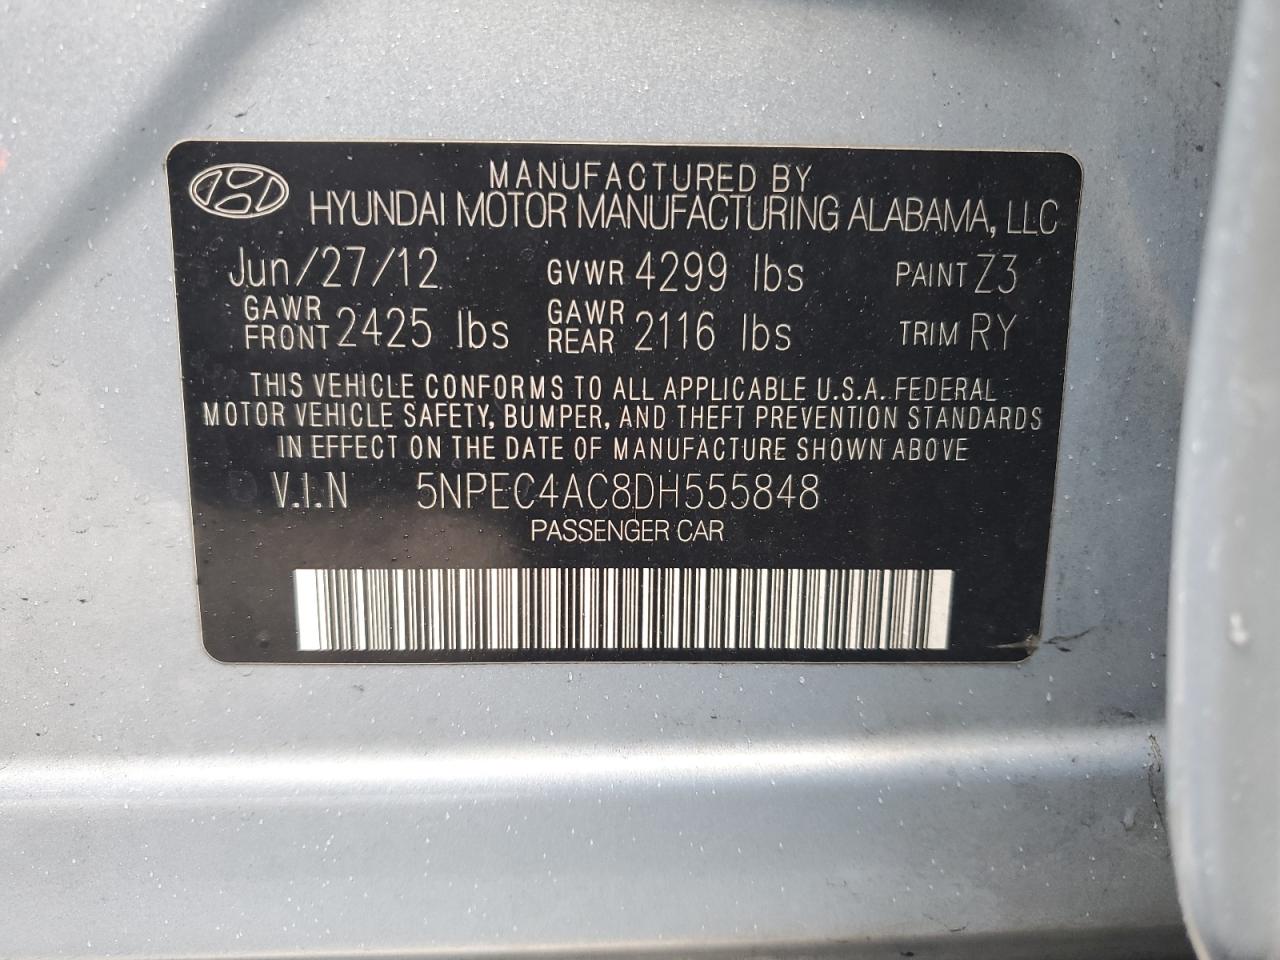 MANUFACTURED BY
HYUNDAI MOTOR MANUFACTURING ALABAMA, LLC
Jun/27/12 GVWR 4299 lbs PAINT Z3
GAWR FRONT 2425 lbs GAWR REAR 2116 lbs TRIM RY
THIS VEHICLE CONFORMS TO ALL APPLICABLE U.S.A. FEDERAL
MOTOR VEHICLE SAFETY, BUMPER, AND THEFT PREVENTION STANDARDS
IN EFFECT ON THE DATE OF MANUFACTURE SHOWN ABOVE
V.I.N 5NPEC4AC8DH555848
PASSENGER CAR